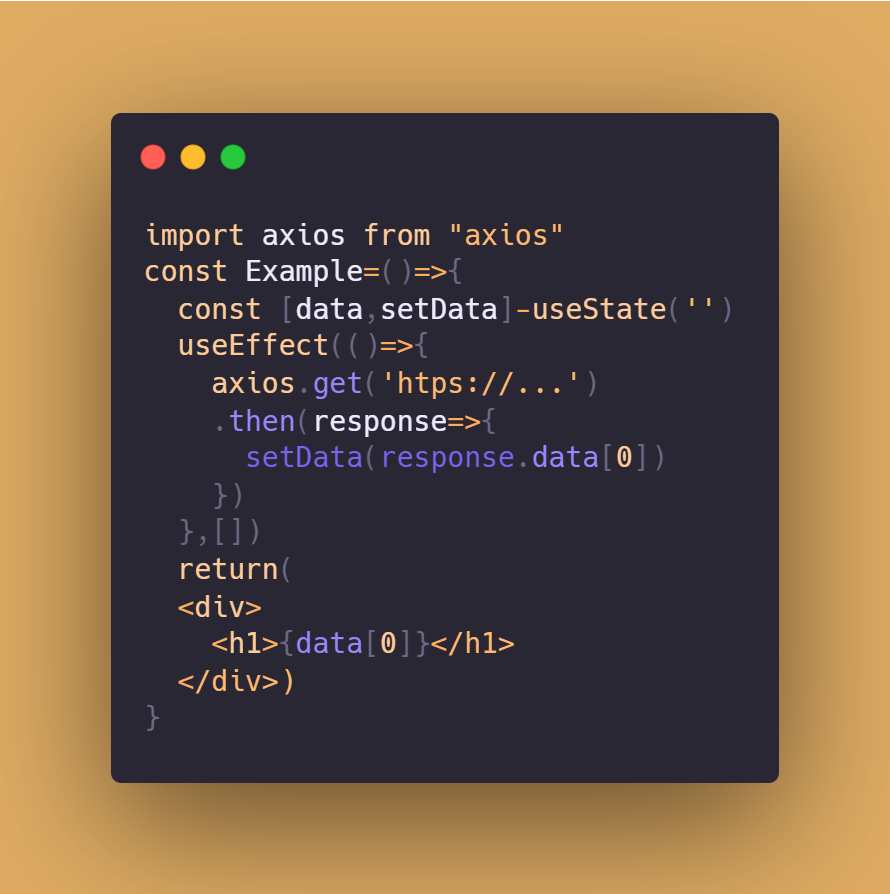 import axios from "axios"
const Example=()=>{
  const [data,setData]-useState('')
  useEffect(()=>{
    axios.get('htps://...')
    .then(response=>{
      setData(response.data[0])
    })
  },[])
  return(
  <div>
    <h1>{data[0]}</h1>
  </div>)
}